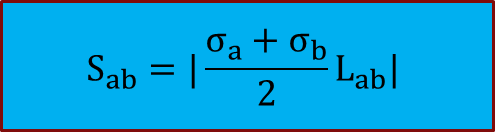 S_ab = |(σ_a + σ_b)/2 L_ab|